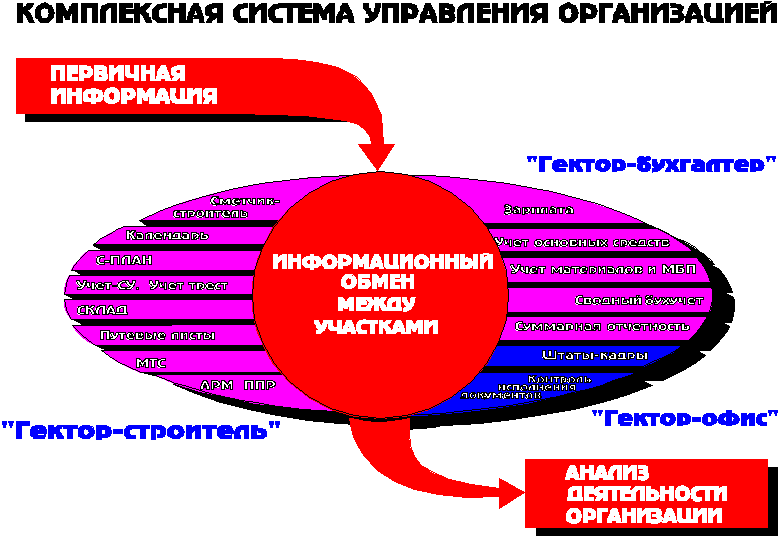 КОМПЛЕКСНАЯ СИСТЕМА УПРАВЛЕНИЯ ОРГАНИЗАЦИЕЙ
ПЕРВИЧНАЯ
ИНФОРМАЦИЯ
"Гектор-бухгалтер"
Сметчик-
строитель
Календарь
С-ПЛАН
Учет-СУ, Учет трест
СКЛАД
Путевые листы
МТС
АРМ ППР
ИНФОРМАЦИОННЫЙ
ОБМЕН
МЕЖДУ
УЧАСТКАМИ
Зарплата
Учет основных средств
Учет материалов и МБП
Сводный бухучет
Суммарная отчетность
Штаты-кадры
Контроль
исполнения
документов
"Гектор-строитель"
"Гектор-офис"
АНАЛИЗ
ДЕЯТЕЛЬНОСТИ
ОРГАНИЗАЦИИ